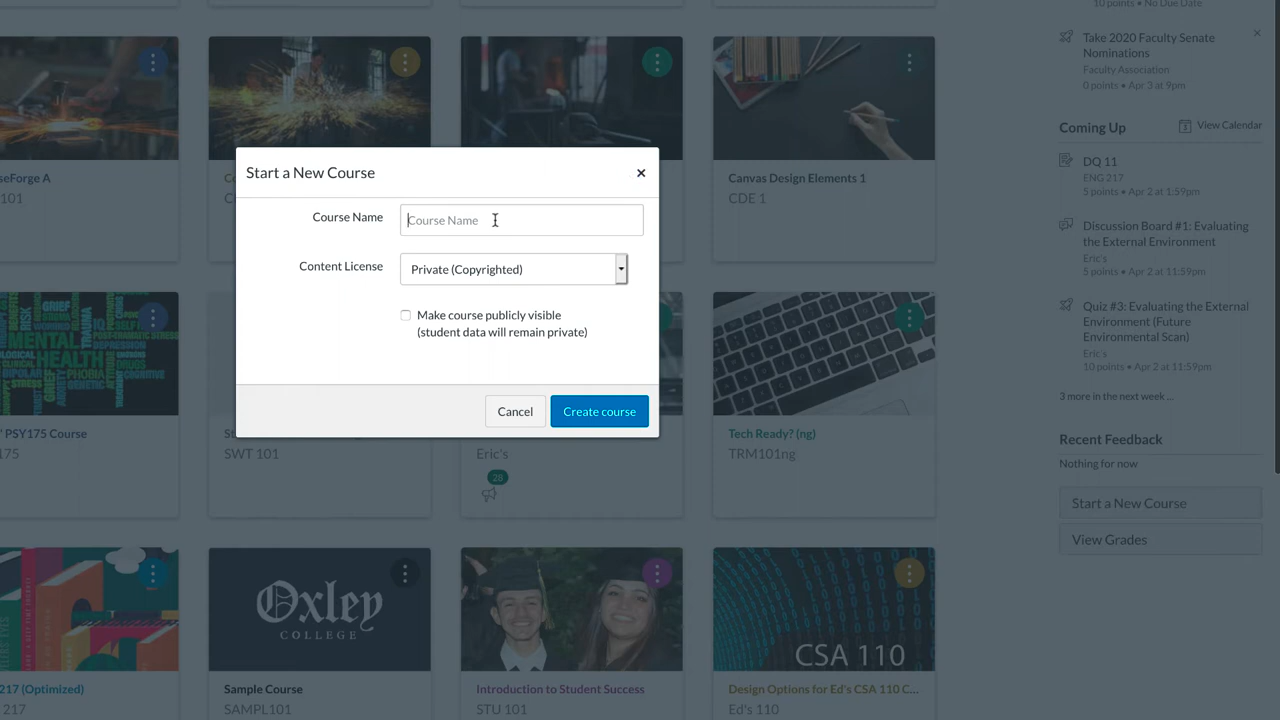 10 points • No Due Date
Take 2020 Faculty Senate
Nominations
Faculty Association
0 points • Apr 3 at 9pm
Start a New Course
Course Name
Course Name
Content License
Private (Copyrighted)
Make course publicly visible
(student data will remain private)
Cancel
Create course
seForge A
101
Canvas Design Elements 1
CDE 1
Coming Up
View Calendar
DQ 11
ENG 217
5 points • Apr 2 at 1:59pm
Discussion Board #1: Evaluating
the External Environment
Eric's
5 points • Apr 2 at 11:59pm
Quiz #3: Evaluating the External
Environment (Future
Environmental Scan)
Eric's
10 points • Apr 2 at 11:59pm
3 more in the next week ...
Recent Feedback
Nothing for now
Start a New Course
View Grades
GRIEF
MENTAL
HEALTH
PHOBIA
GENETIC
COGNITIVE
PSY175 Course
175
SWT 101
Eric's
28
Tech Ready? (ng)
TRM101ng
217 (Optimized)
217
Oxley
COLLEGE
Sample Course
SAMPL101
Introduction to Student Success
STU 101
CSA 110
Design Options for Ed's CSA 110 C...
Ed's 110